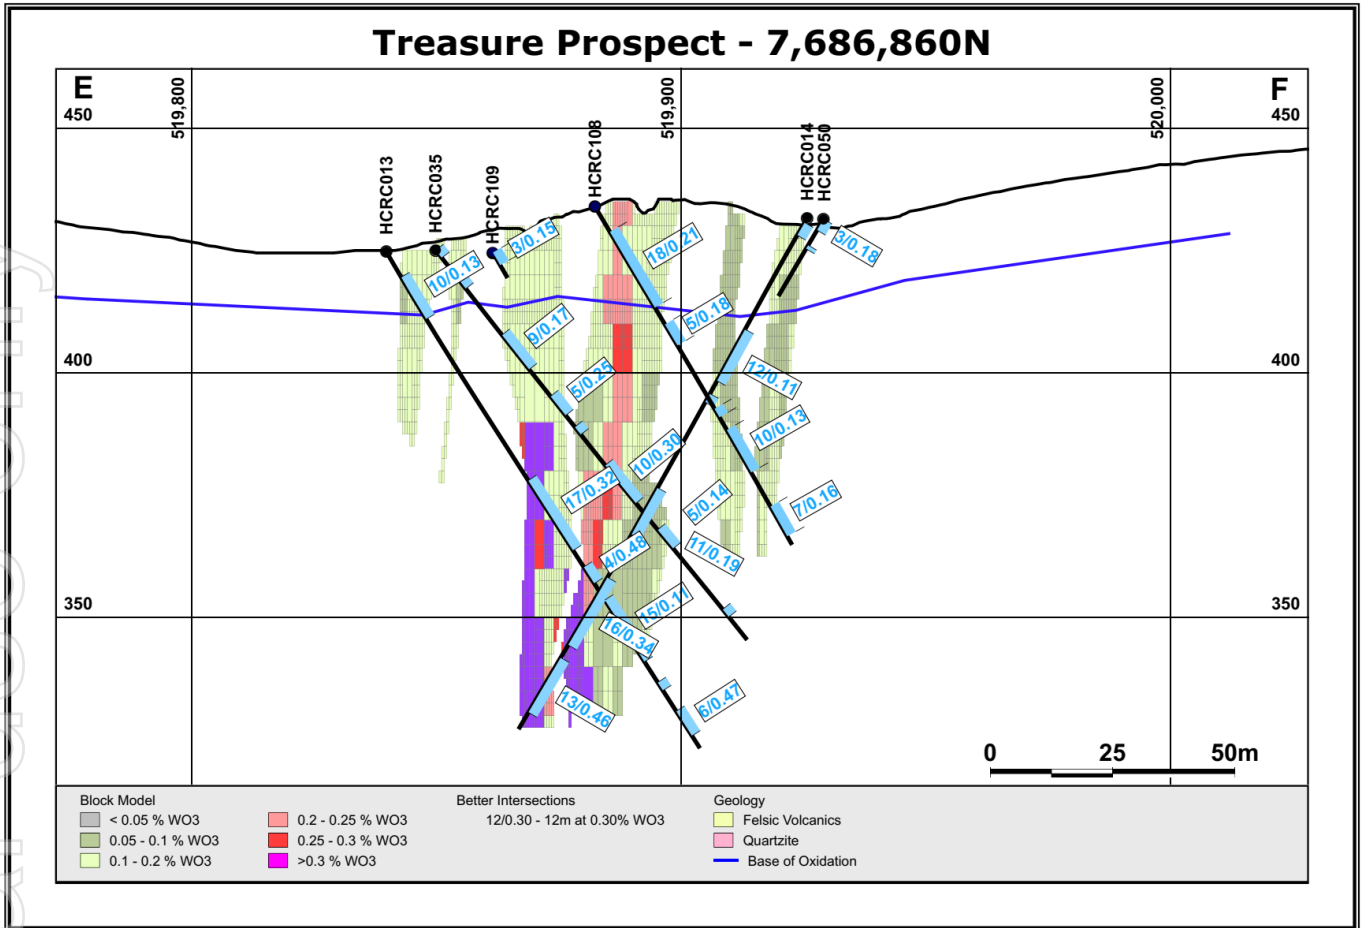 Treasure Prospect - 7,686,860N
E
F
450
450
519,800
519,900
520,000
HCRC013
HCRC035
HCRC109
HCRC108
HCRC014
HCRC050
3/0.15
10/0.13
18/0.21
3/0.18
5/0.18
9/0.17
400
400
5/0.25
12/0.11
10/0.13
10/0.30
17/0.32
5/0.14
7/0.16
4/0.48
11/0.19
350
350
15/0.11
16/0.34
13/0.46
6/0.47
0 25 50m
Block Model
< 0.05 % WO3
0.05 - 0.1 % WO3
0.1 - 0.2 % WO3
0.2 - 0.25 % WO3
0.25 - 0.3 % WO3
>0.3 % WO3
Better Intersections
12/0.30 - 12m at 0.30% WO3
Geology
Felsic Volcanics
Quartzite
Base of Oxidation